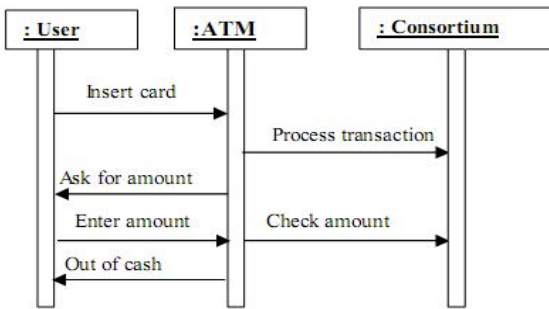 : User
:ATM
: Consortium
Insert card
Process transaction
Ask for amount
Enter amount
Check amount
Out of cash